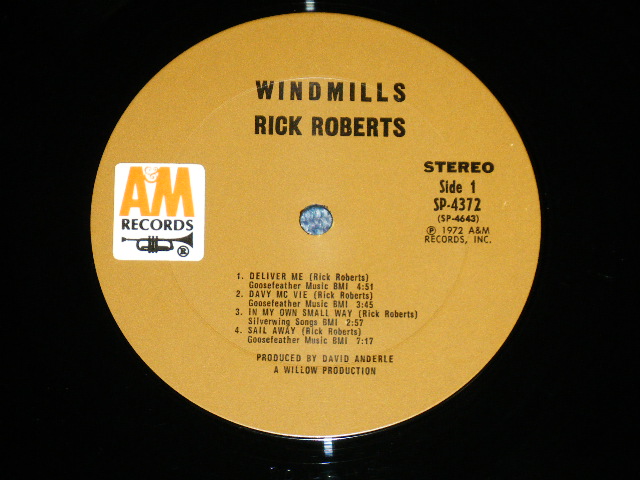 WINDMILLS
RICK ROBERTS
A&M
RECORDS
®
STEREO
Side 1
SP-4372
(SP-4643)
℗ 1972 A&M
RECORDS, INC.
1. DELIVER ME (Rick Roberts)
Goosefeather Music BMI 4:51
2. DAVY MC VIE (Rick Roberts)
Goosefeather Music BMI 3:45
3. IN MY OWN SMALL WAY (Rick Roberts)
Silverwing Songs BMI 2:57
4. SAIL AWAY (Rick Roberts)
Goosefeather Music BMI 7:17
PRODUCED BY DAVID ANDERLE
A WILLOW PRODUCTION